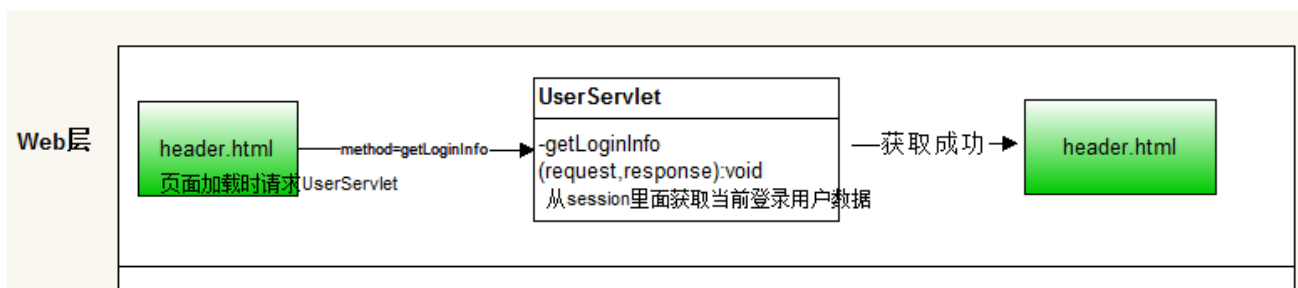 Web层
header.html
页面加载时请求UserServlet
method=getLoginInfo
UserServlet
-getLoginInfo
(request,response):void
从session里面获取当前登录用户数据
获取成功
header.html